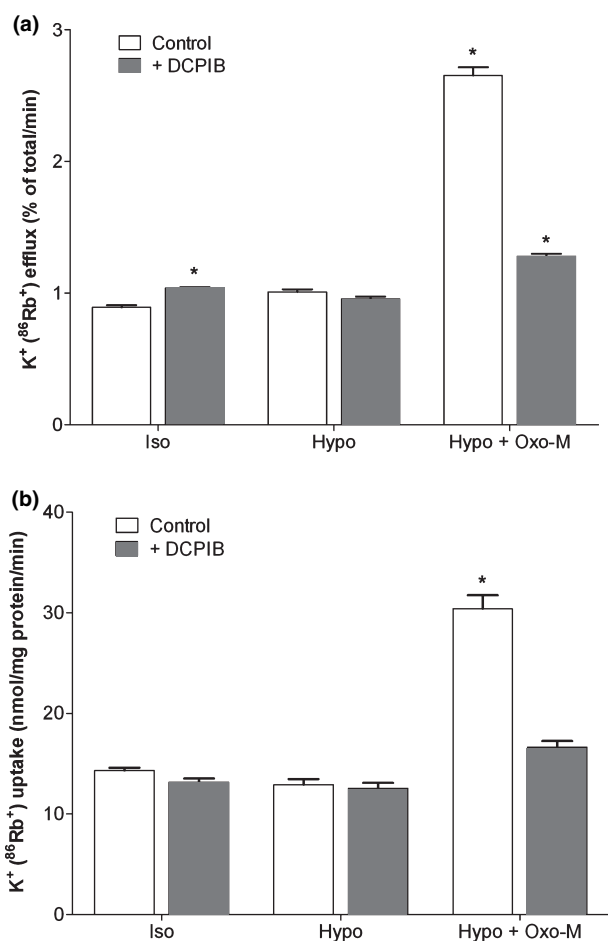 (a)
K⁺ (⁸⁶Rb⁺) efflux (% of total/min)
3
2
1
0
Control
+ DCPIB
*
*
*
Iso
Hypo
Hypo + Oxo-M
(b)
K⁺ (⁸⁶Rb⁺) uptake (nmol/mg protein/min)
40
30
20
10
0
Control
+ DCPIB
*
Iso
Hypo
Hypo + Oxo-M